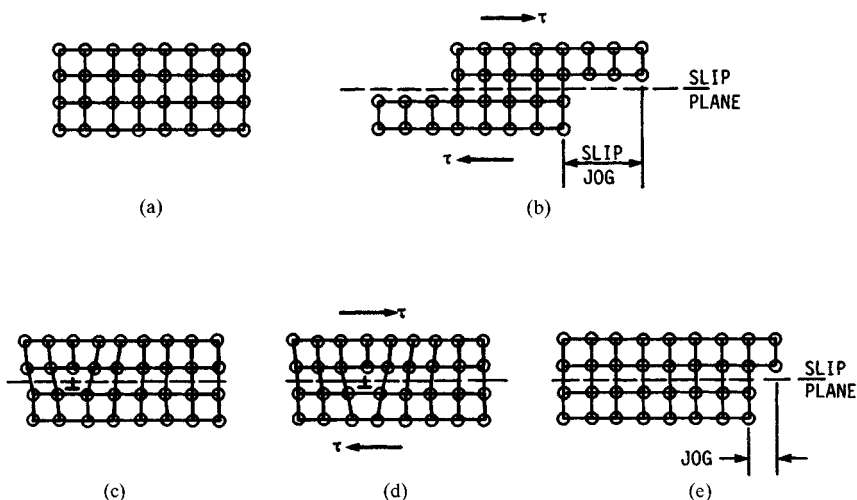 τ
SLIP
PLANE
τ
SLIP
JOG
(a)
(b)
τ
SLIP
PLANE
τ
JOG
(c)
(d)
(e)